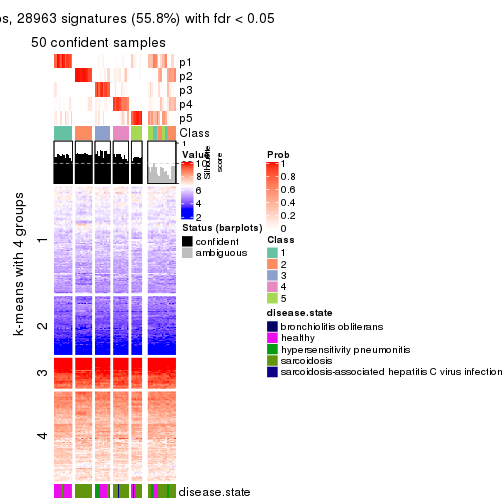 s, 28963 signatures (55.8%) with fdr < 0.05
50 confident samples
p1
p2
p3
p4
p5
Class
1
Silhouette
score
k-means with 4 groups
1
2
3
4
disease.state
Value
10
8
6
4
2
Status (barplots)
confident
ambiguous
Prob
1
0.8
0.6
0.4
0.2
0
Class
1
2
3
4
5
disease.state
bronchiolitis obliterans
healthy
hypersensitivity pneumonitis
sarcoidosis
sarcoidosis-associated hepatitis C virus infection